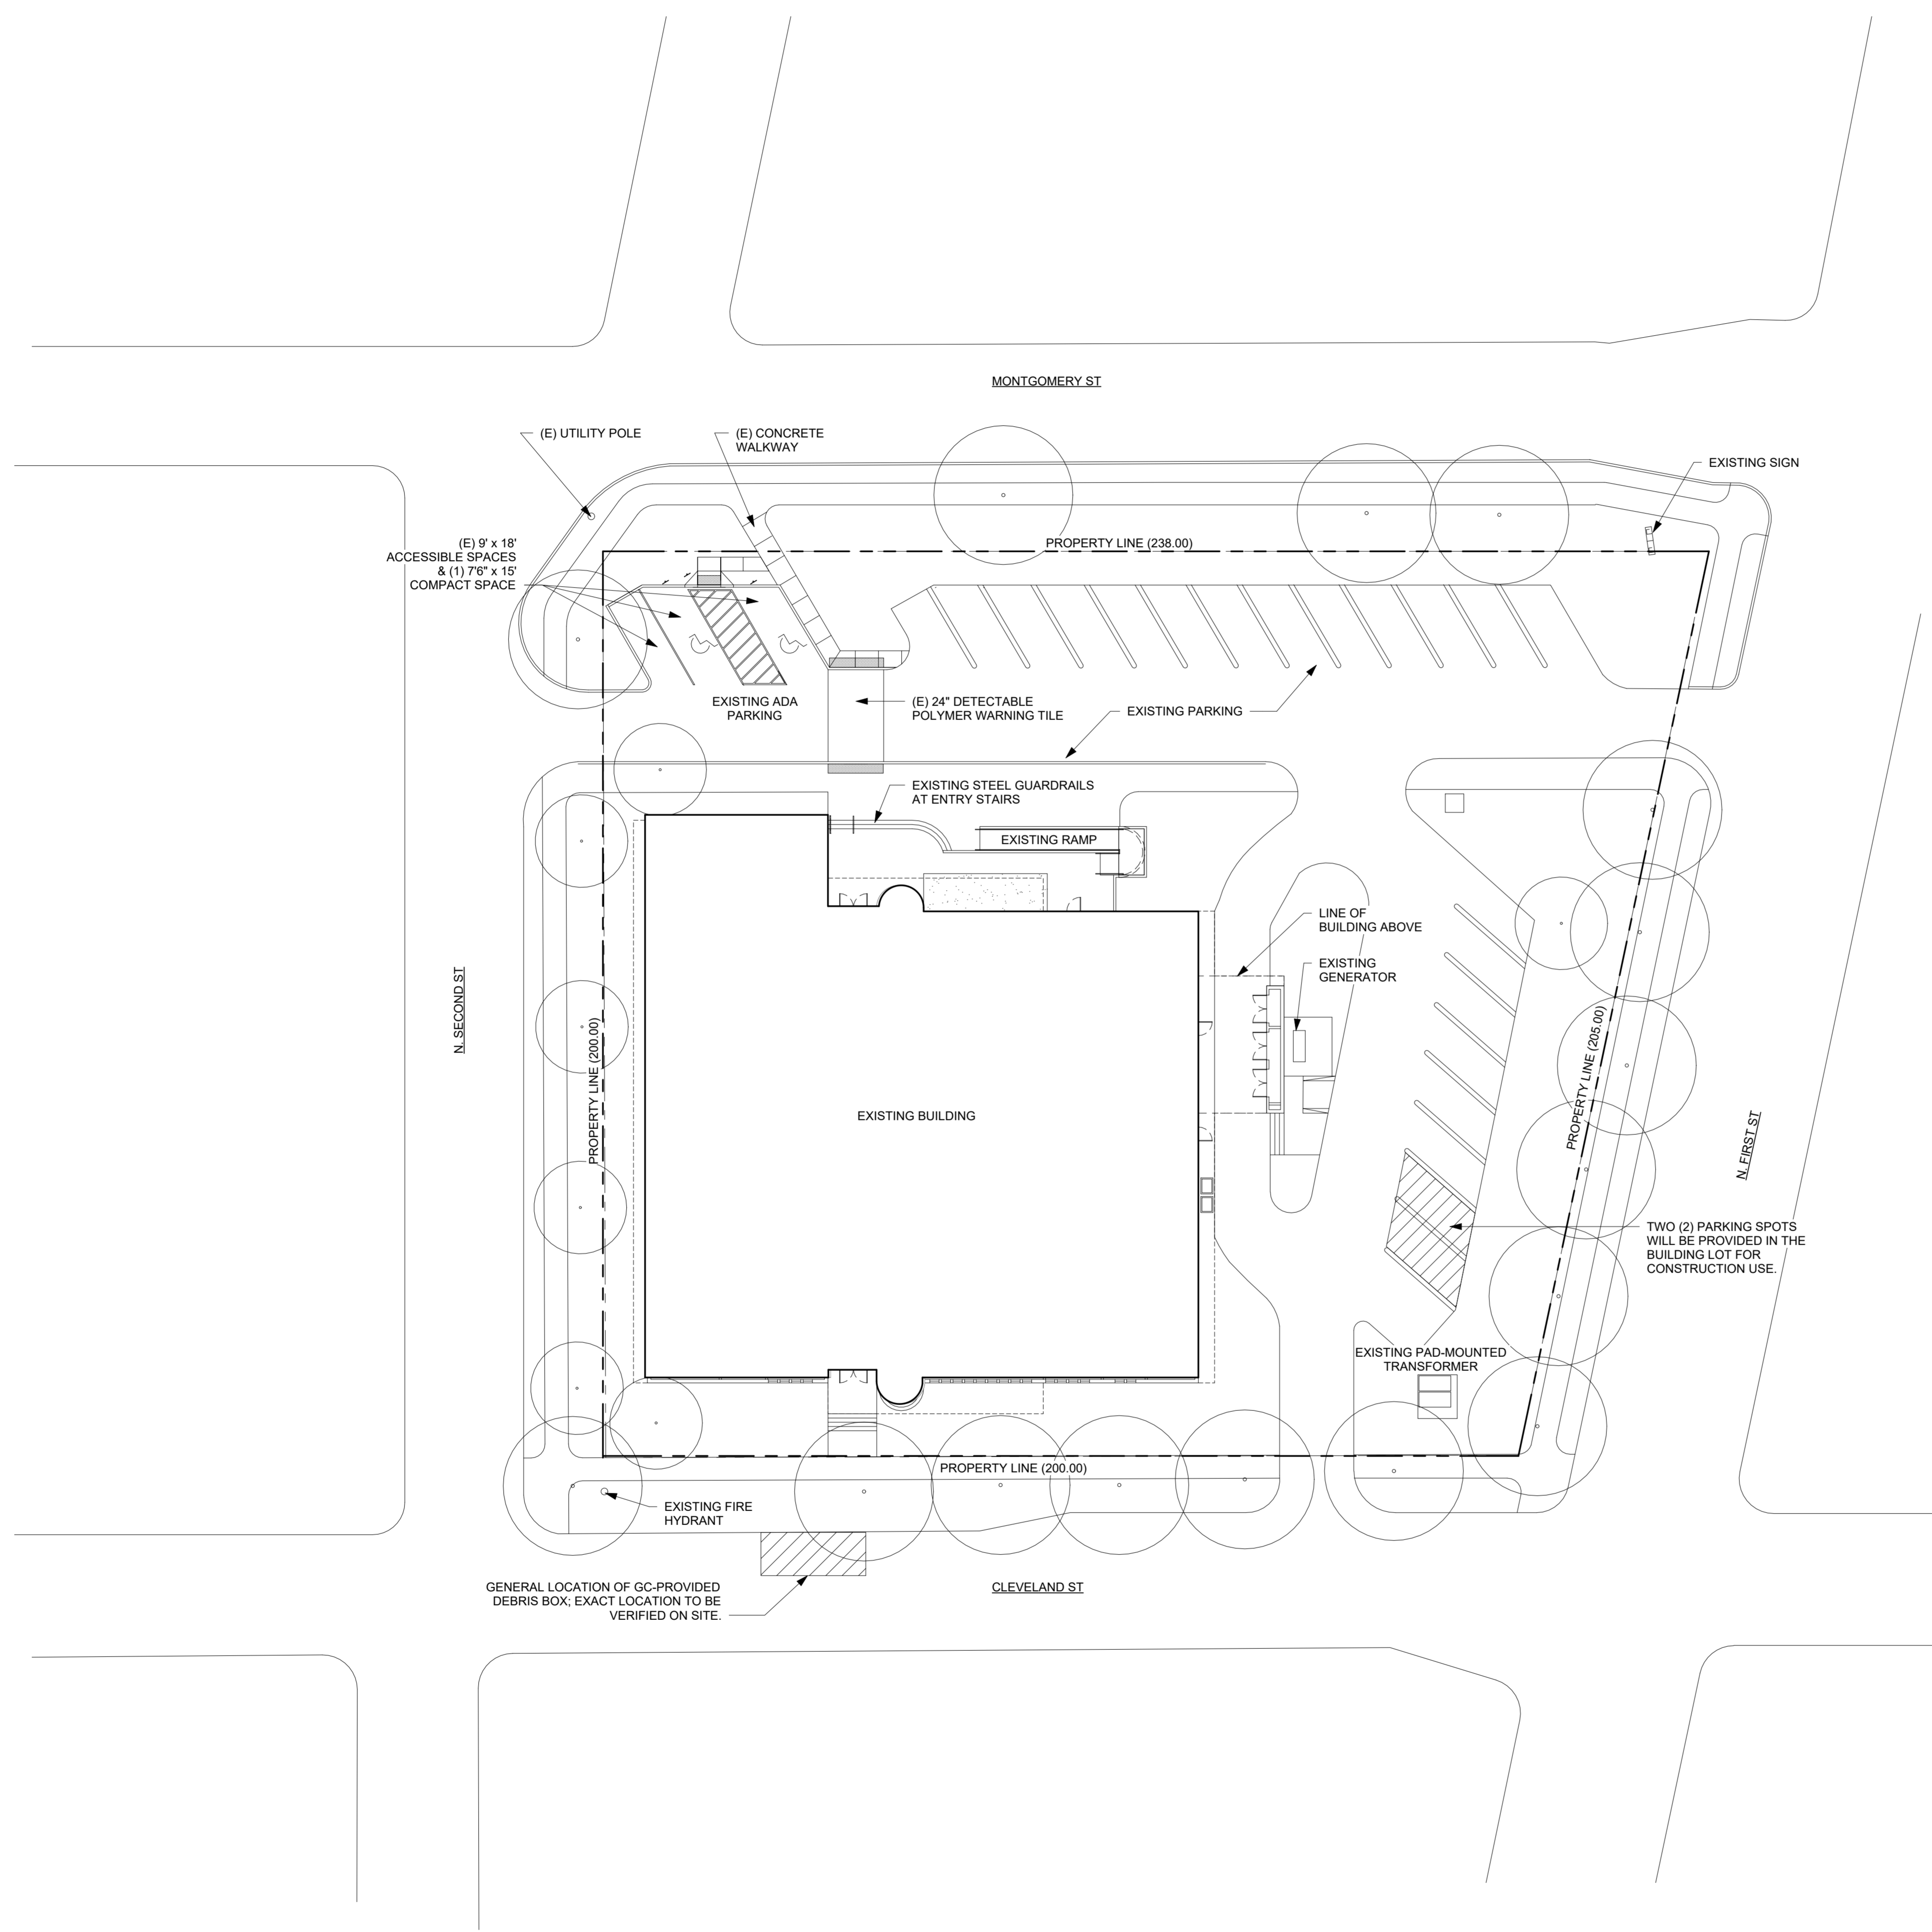 MONTGOMERY ST
(E) UTILITY POLE
(E) CONCRETE
WALKWAY
EXISTING SIGN
PROPERTY LINE (238.00)
(E) 9' x 18'
ACCESSIBLE SPACES
& (1) 7'6" x 15'
COMPACT SPACE
EXISTING ADA
PARKING
(E) 24" DETECTABLE
POLYMER WARNING TILE
EXISTING PARKING
EXISTING STEEL GUARDRAILS
AT ENTRY STAIRS
EXISTING RAMP
LINE OF
BUILDING ABOVE
EXISTING
GENERATOR
N. SECOND ST
PROPERTY LINE (200.00)
EXISTING BUILDING
PROPERTY LINE (205.00)
N. FIRST ST
TWO (2) PARKING SPOTS
WILL BE PROVIDED IN THE
BUILDING LOT FOR
CONSTRUCTION USE.
EXISTING PAD-MOUNTED
TRANSFORMER
PROPERTY LINE (200.00)
EXISTING FIRE
HYDRANT
GENERAL LOCATION OF GC-PROVIDED
DEBRIS BOX; EXACT LOCATION TO BE
VERIFIED ON SITE.
CLEVELAND ST